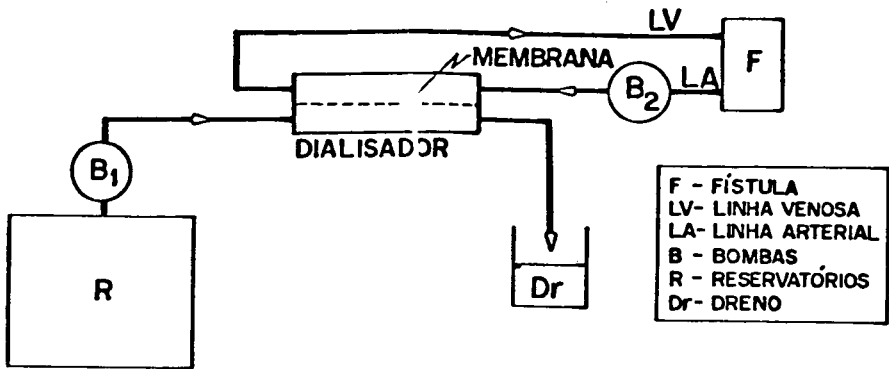 LV
MEMBRANA
F
B2
LA
DIALISADOR
B1
R
Dr
F - FÍSTULA
LV- LINHA VENOSA
LA- LINHA ARTERIAL
B - BOMBAS
R - RESERVATÓRIOS
Dr- DRENO